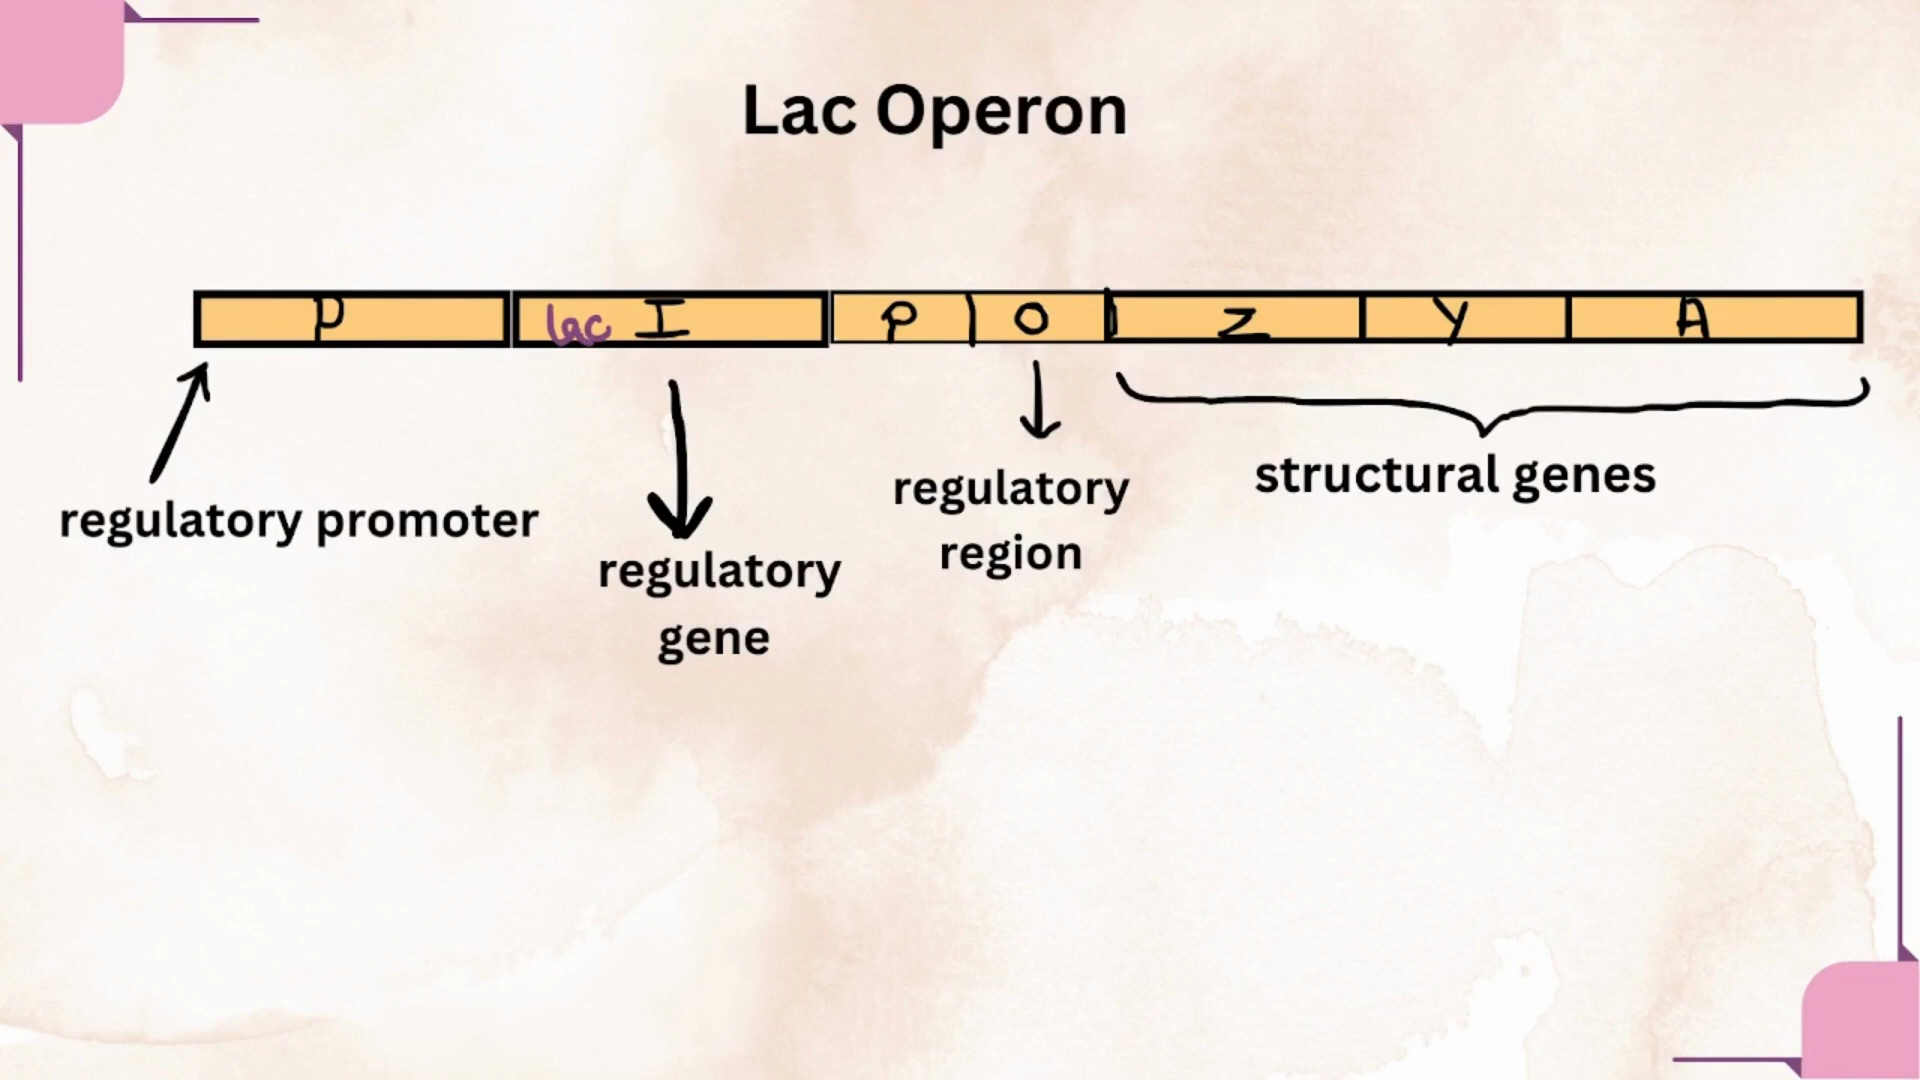 Lac Operon
P lac I P O Z Y A
regulatory promoter
regulatory
gene
regulatory
region
structural genes